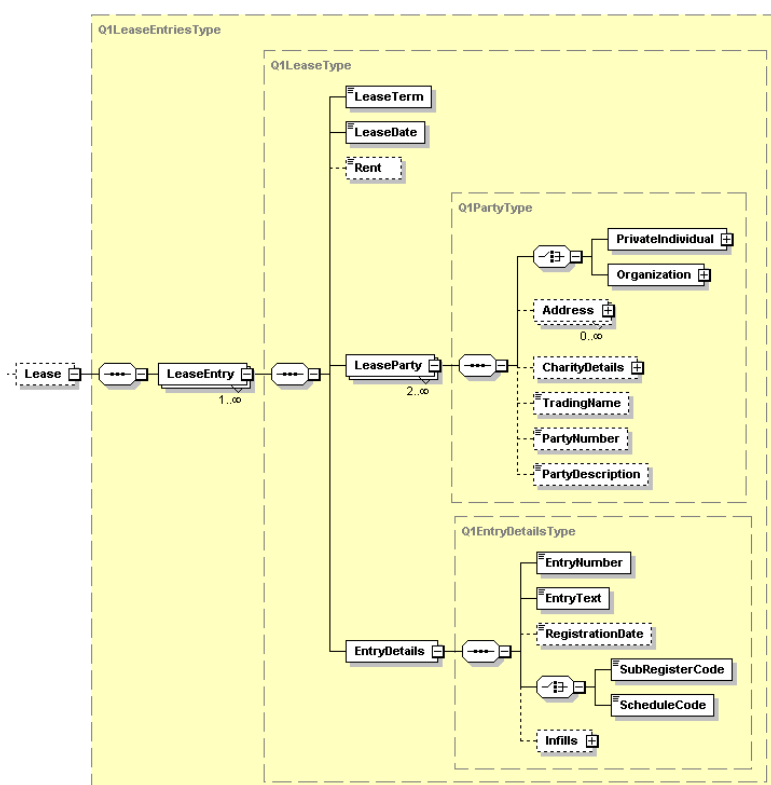 Q1LeaseEntriesType
Q1LeaseType
LeaseTerm
LeaseDate
Rent
Q1PartyType
PrivateIndividual
Organization
Address
0..∞
Lease
LeaseEntry
1..∞
LeaseParty
2..∞
CharityDetails
TradingName
PartyNumber
PartyDescription
Q1EntryDetailsType
EntryNumber
EntryText
RegistrationDate
EntryDetails
SubRegisterCode
ScheduleCode
Infills